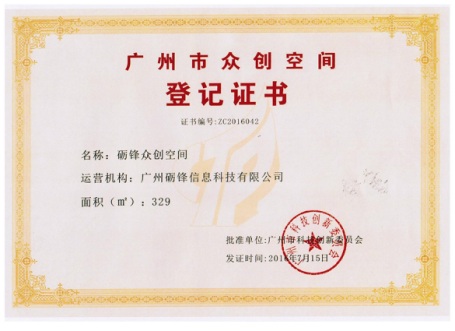 广州市众创空间
登记证书
证书编号:ZC2016042
名称：砺锋众创空间
运营机构：广州砺锋信息科技有限公司
面积（㎡）：329
批准单位:广州市科技创新委员会
发证时间:2016年7月15日
广州市科技创新委员会